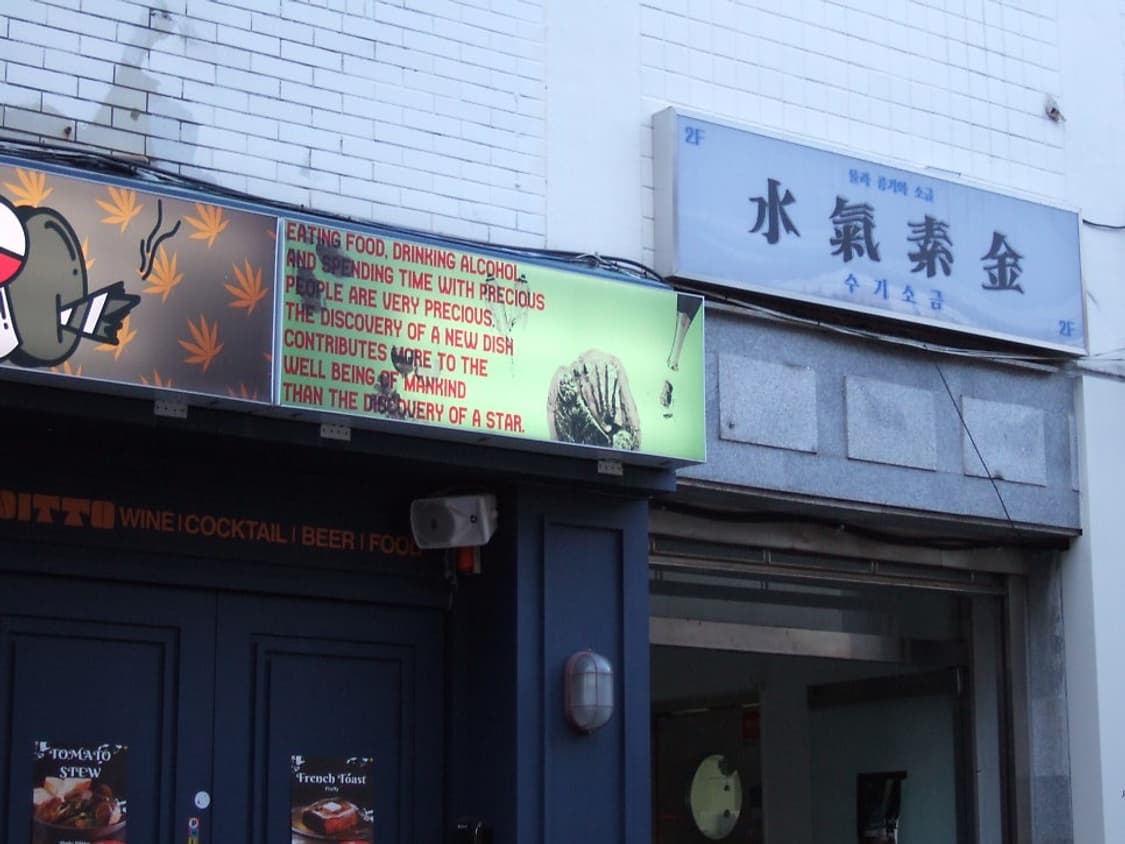 EATING FOOD, DRINKING ALCOHOL,
AND SPENDING TIME WITH PRECIOUS
PEOPLE ARE VERY PRECIOUS.
THE DISCOVERY OF A NEW DISH
CONTRIBUTES MORE TO THE
WELL BEING OF MANKIND
THAN THE DISCOVERY OF A STAR.
2F
물과 공기와 소금
水氣素金
수기소금
2F
DITTO WINE | COCKTAIL | BEER | FOOD
TOMATO
STEW
French Toast